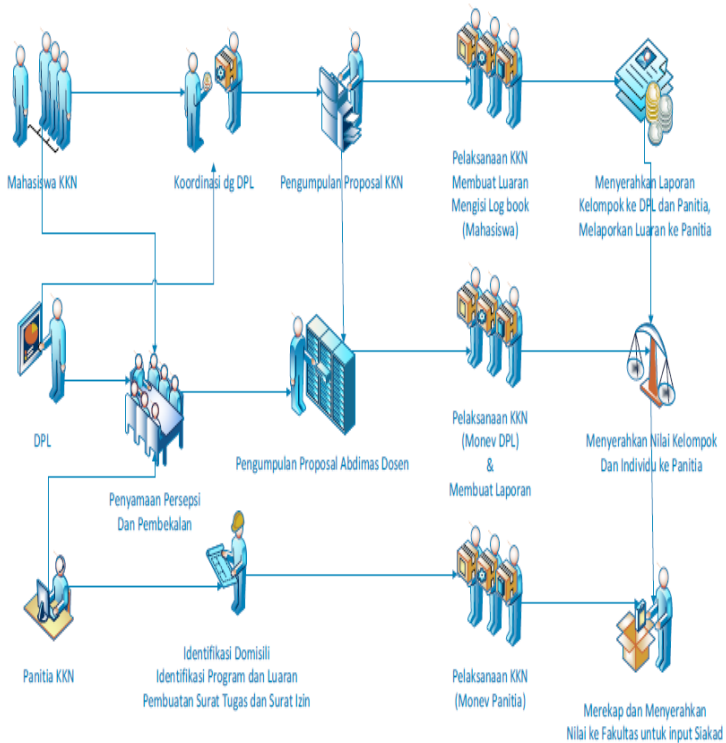 Mahasiswa KKN
Koordinasi dg DPL
Pengumpulan Proposal KKN
Pelaksanaan KKN
Membuat Luaran
Mengisi Log book
(Mahasiswa)
Menyerahkan Laporan
Kelompok ke DPL dan Panitia,
Melaporkan Luaran ke Panitia
DPL
Penyamaan Persepsi
Dan Pembekalan
Pengumpulan Proposal Abdimas Dosen
Pelaksanaan KKN
(Monev DPL)
&
Membuat Laporan
Menyerahkan Nilai Kelompok
Dan Individu ke Panitia
Panitia KKN
Identifikasi Domisili
Identifikasi Program dan Luaran
Pembuatan Surat Tugas dan Surat Izin
Pelaksanaan KKN
(Monev Panitia)
Merekap dan Menyerahkan
Nilai ke Fakultas untuk input Siakad